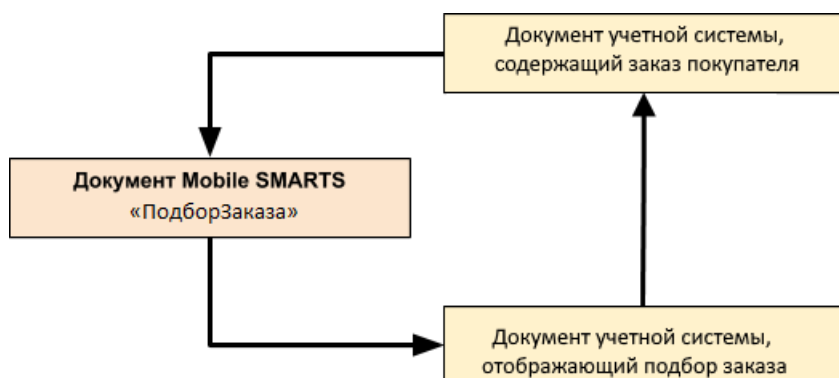 Документ учетной системы,
содержащий заказ покупателя
Документ Mobile SMARTS
«ПодборЗаказа»
Документ учетной системы,
отображающий подбор заказа